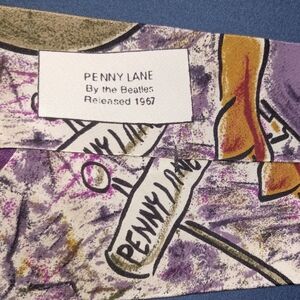 PENNY LANE
By the Beatles
Released 1967
PENNY LANE
PENNY LANE